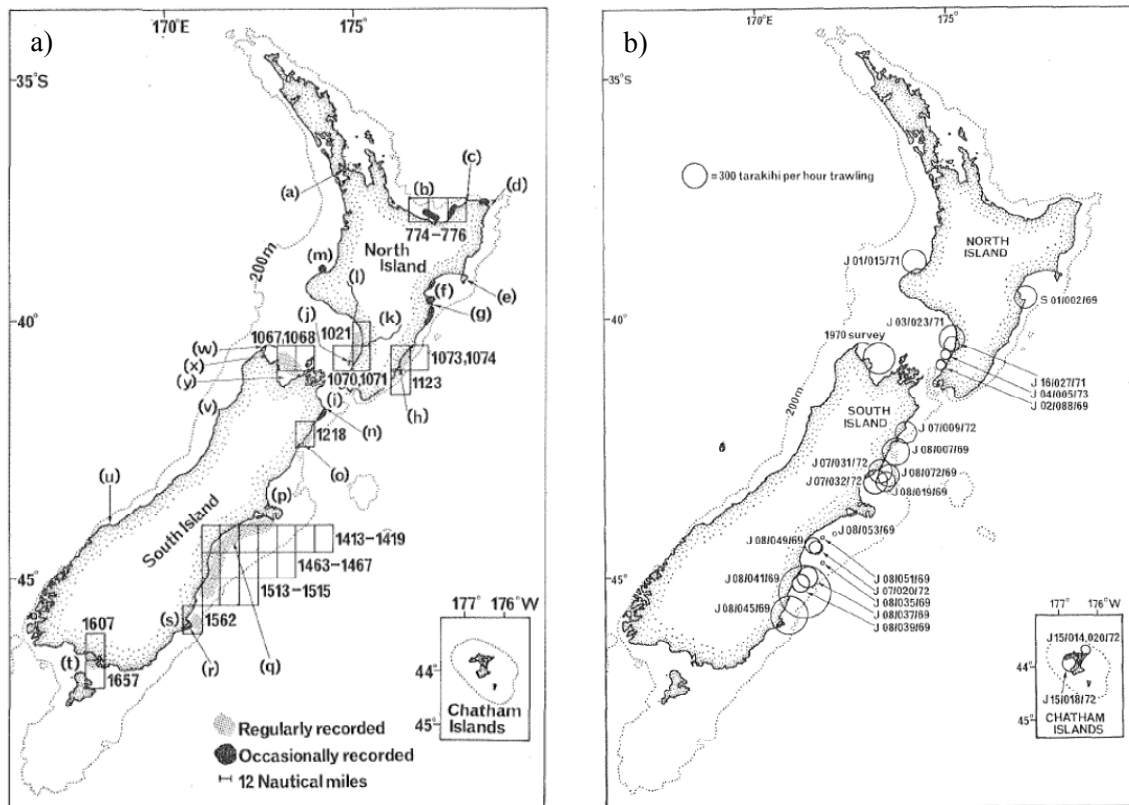 a)
170°E
175°
35°S
(a)
(b)
(c)
(d)
774–776
North
Island
200m
(m)
(l)
(e)
(f)
(g)
40°
(j)
(k)
1067,1068
1021
(w)
(x)
(y)
1073,1074
1070,1071
1123
(v)
(i)
(h)
(n)
1218
(o)
(u)
(p)
South Island
1413–1419
1463–1467
45°
1513–1515
(s)
1562
1607
(t)
(r)
(q)
1657
177°
176°W
44°
Chatham
Islands
45°
Regularly recorded
Occasionally recorded
12 Nautical miles
b)
170°
175°
35°
= 300 tarakihi per hour trawling
NORTH
ISLAND
J 01/015/71
S 01/002/69
J 03/023/71
40°
1970 survey
J 16/027/71
J 04/005/73
J 02/088/69
200m
SOUTH
ISLAND
J 07/009/72
J 08/007/69
J 07/031/72
J 08/072/69
J 07/032/72
J 08/019/69
J 08/053/69
J 08/049/69
J 08/051/69
J 07/020/72
J 08/035/69
J 08/037/69
J 08/039/69
45°
J 08/041/69
J 08/045/69
177°
176°W
J15/014,020/72
44°
J15/018/72
45°
CHATHAM
ISLANDS